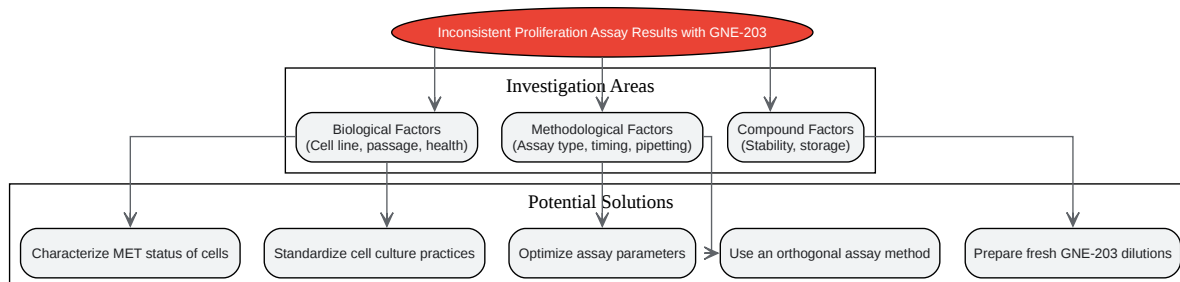 Inconsistent Proliferation Assay Results with GNE-203
Investigation Areas
Biological Factors
(Cell line, passage, health)
Methodological Factors
(Assay type, timing, pipetting)
Compound Factors
(Stability, storage)
Potential Solutions
Characterize MET status of cells
Standardize cell culture practices
Optimize assay parameters
Use an orthogonal assay method
Prepare fresh GNE-203 dilutions